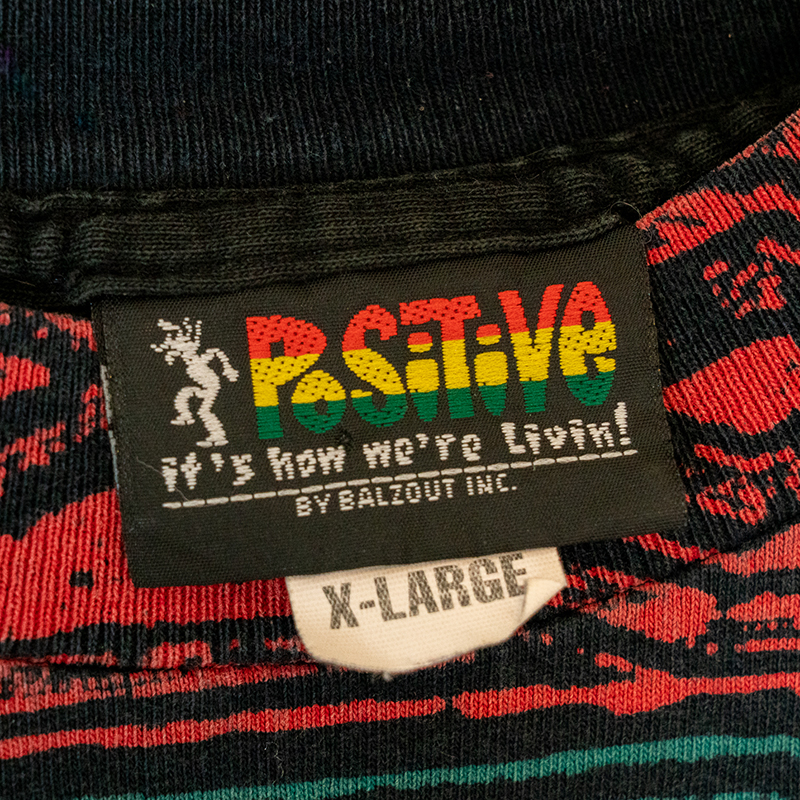 PoSiTiVe
it's how we're Livin!
BY BALZOUT INC.
X-LARGE